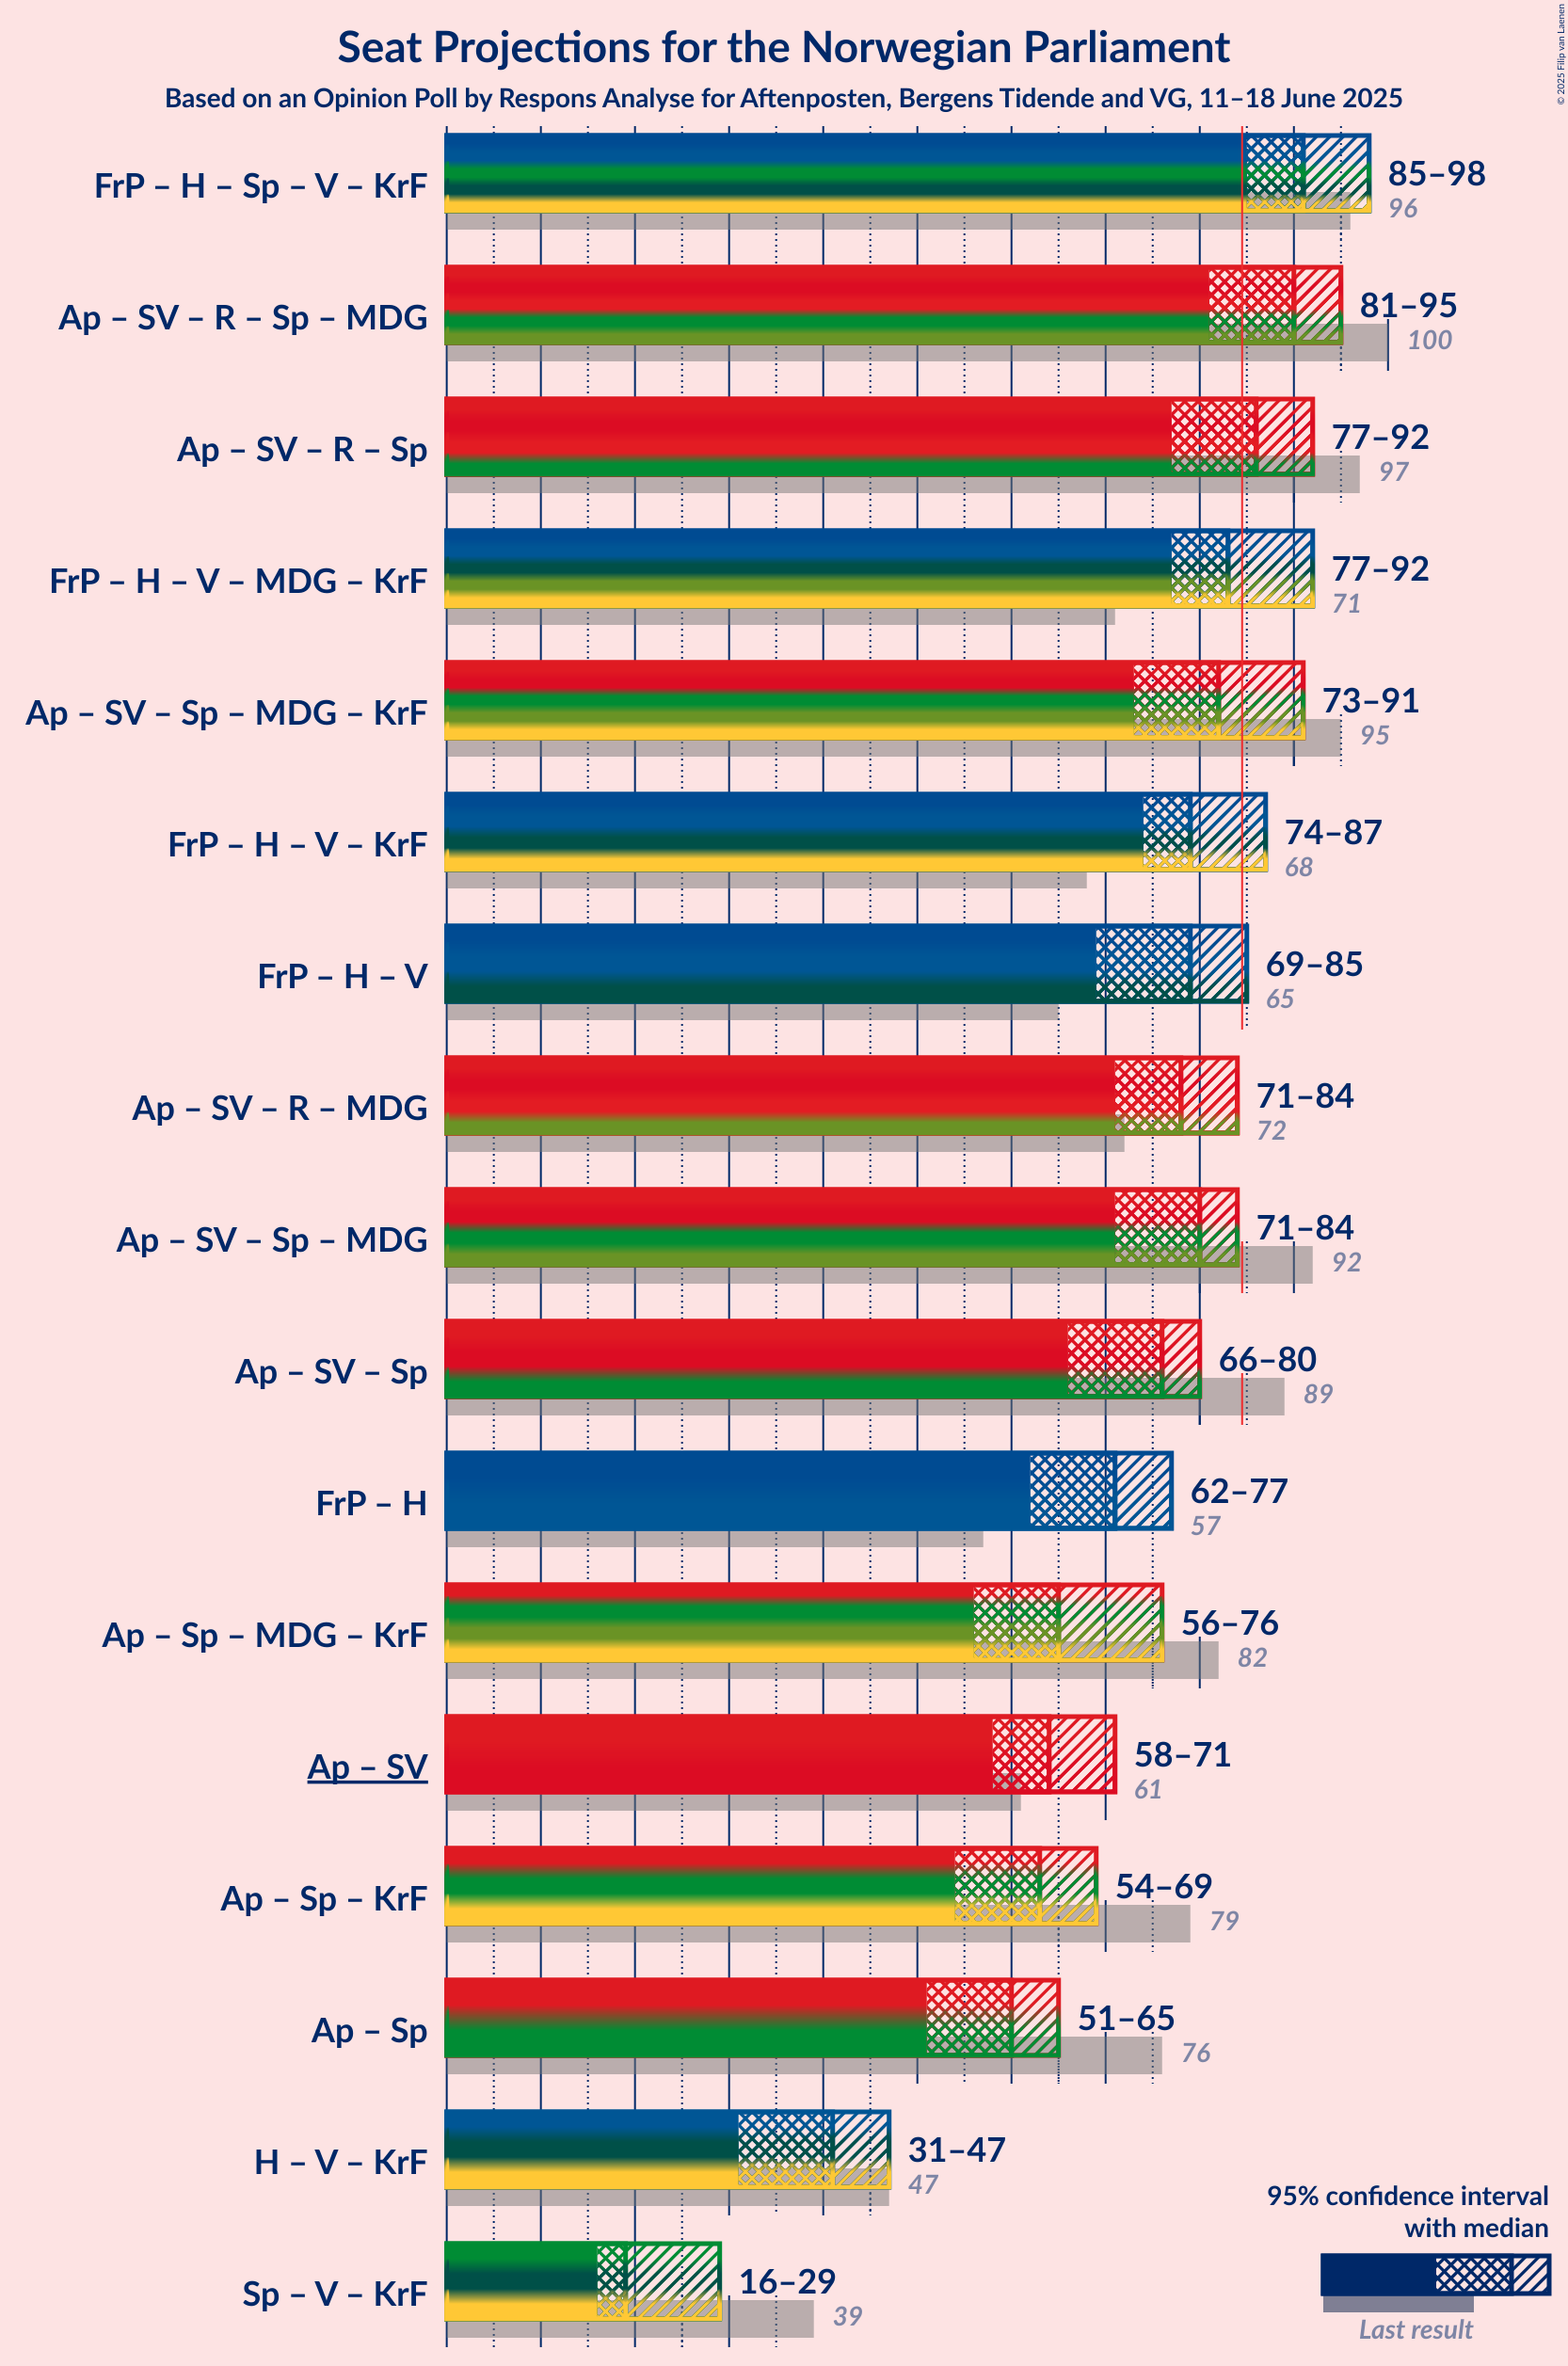 © 2025 Filip van Laenen
Seat Projections for the Norwegian Parliament
Based on an Opinion Poll by Respons Analyse for Aftenposten, Bergens Tidende and VG, 11–18 June 2025
FrP – H – Sp – V – KrF
85–98
96
Ap – SV – R – Sp – MDG
81–95
100
Ap – SV – R – Sp
77–92
97
FrP – H – V – MDG – KrF
77–92
71
Ap – SV – Sp – MDG – KrF
73–91
95
FrP – H – V – KrF
74–87
68
FrP – H – V
69–85
65
Ap – SV – R – MDG
71–84
72
Ap – SV – Sp – MDG
71–84
92
Ap – SV – Sp
66–80
89
FrP – H
62–77
57
Ap – Sp – MDG – KrF
56–76
82
Ap – SV
58–71
61
Ap – Sp – KrF
54–69
79
Ap – Sp
51–65
76
H – V – KrF
31–47
47
Sp – V – KrF
16–29
39
95% confidence interval
with median
Last result